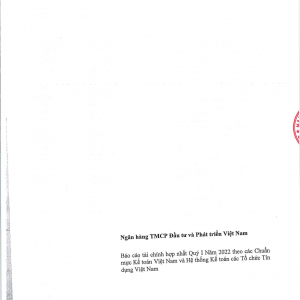 Ngân hàng TMCP Đầu tư và Phát triển Việt Nam
Báo cáo tài chính hợp nhất Quý I Năm 2022 theo các Chuẩn
mực Kế toán Việt Nam và Hệ thống Kế toán các Tổ chức Tín
dụng Việt Nam